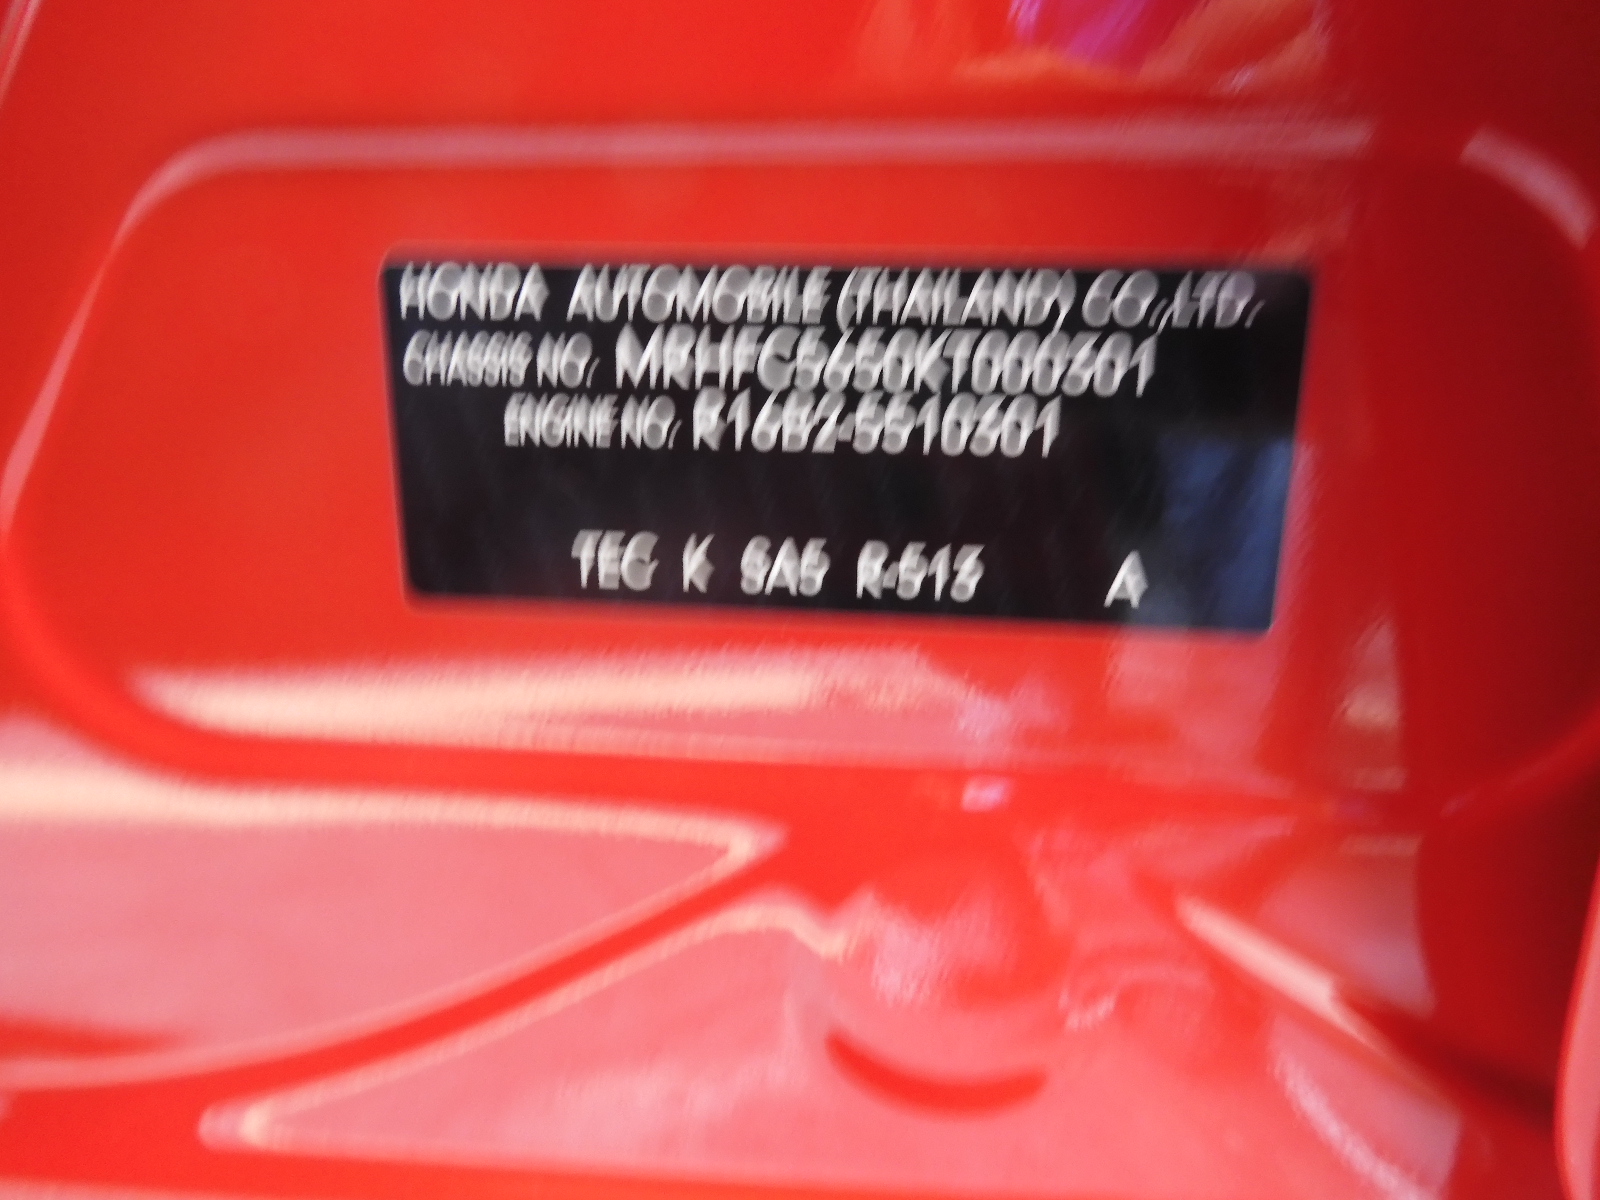 HONDA AUTOMOBILE (THAILAND) CO.,LTD.
CHASSIS NO. MRHFC5650KT000301
ENGINE NO. R16B2-5510301
TEC K SA5 R-513 A